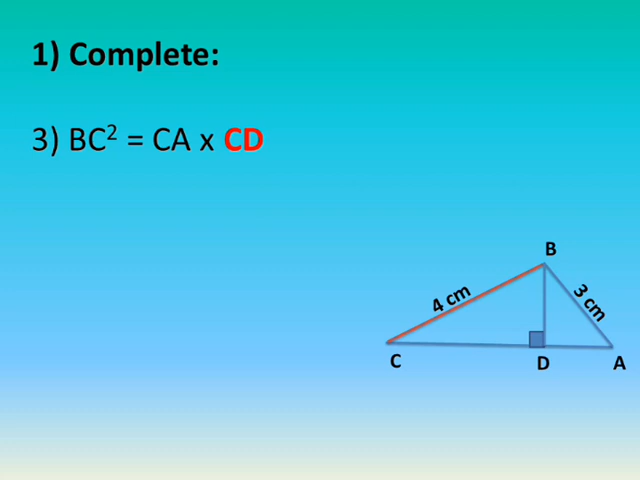 1) Complete:
3) BC² = CA x CD
B
4 cm
3 cm
C
D
A